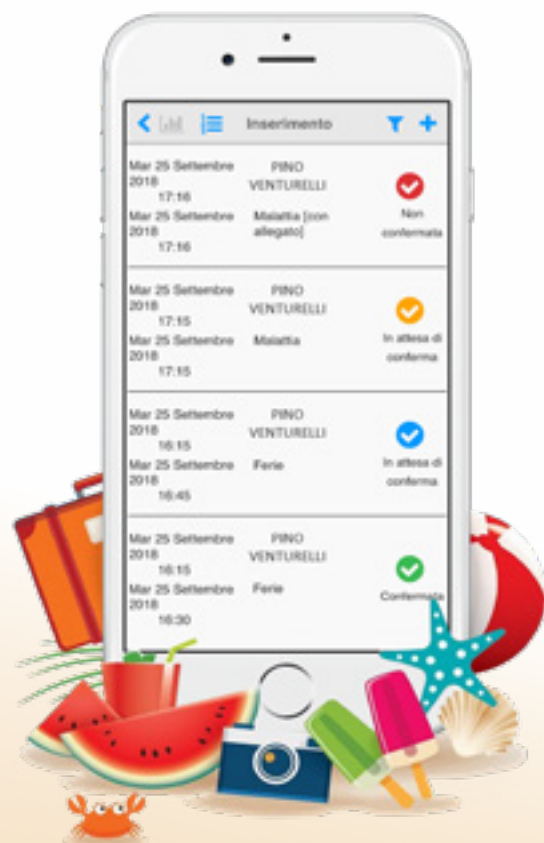 Inserimento
Mar 25 Settembre
2018
17:16
PINO
VENTURELLI
Mar 25 Settembre
2018
17:16
Malattia [con
allegato]
Non
confermata
Mar 25 Settembre
2018
17:15
PINO
VENTURELLI
Mar 25 Settembre
2018
17:15
Malattia
In attesa di
conferma
Mar 25 Settembre
2018
16:15
PINO
VENTURELLI
Mar 25 Settembre
2018
16:45
Ferie
In attesa di
conferma
Mar 25 Settembre
2018
16:15
PINO
VENTURELLI
Mar 25 Settembre
2018
16:30
Ferie
Confermata